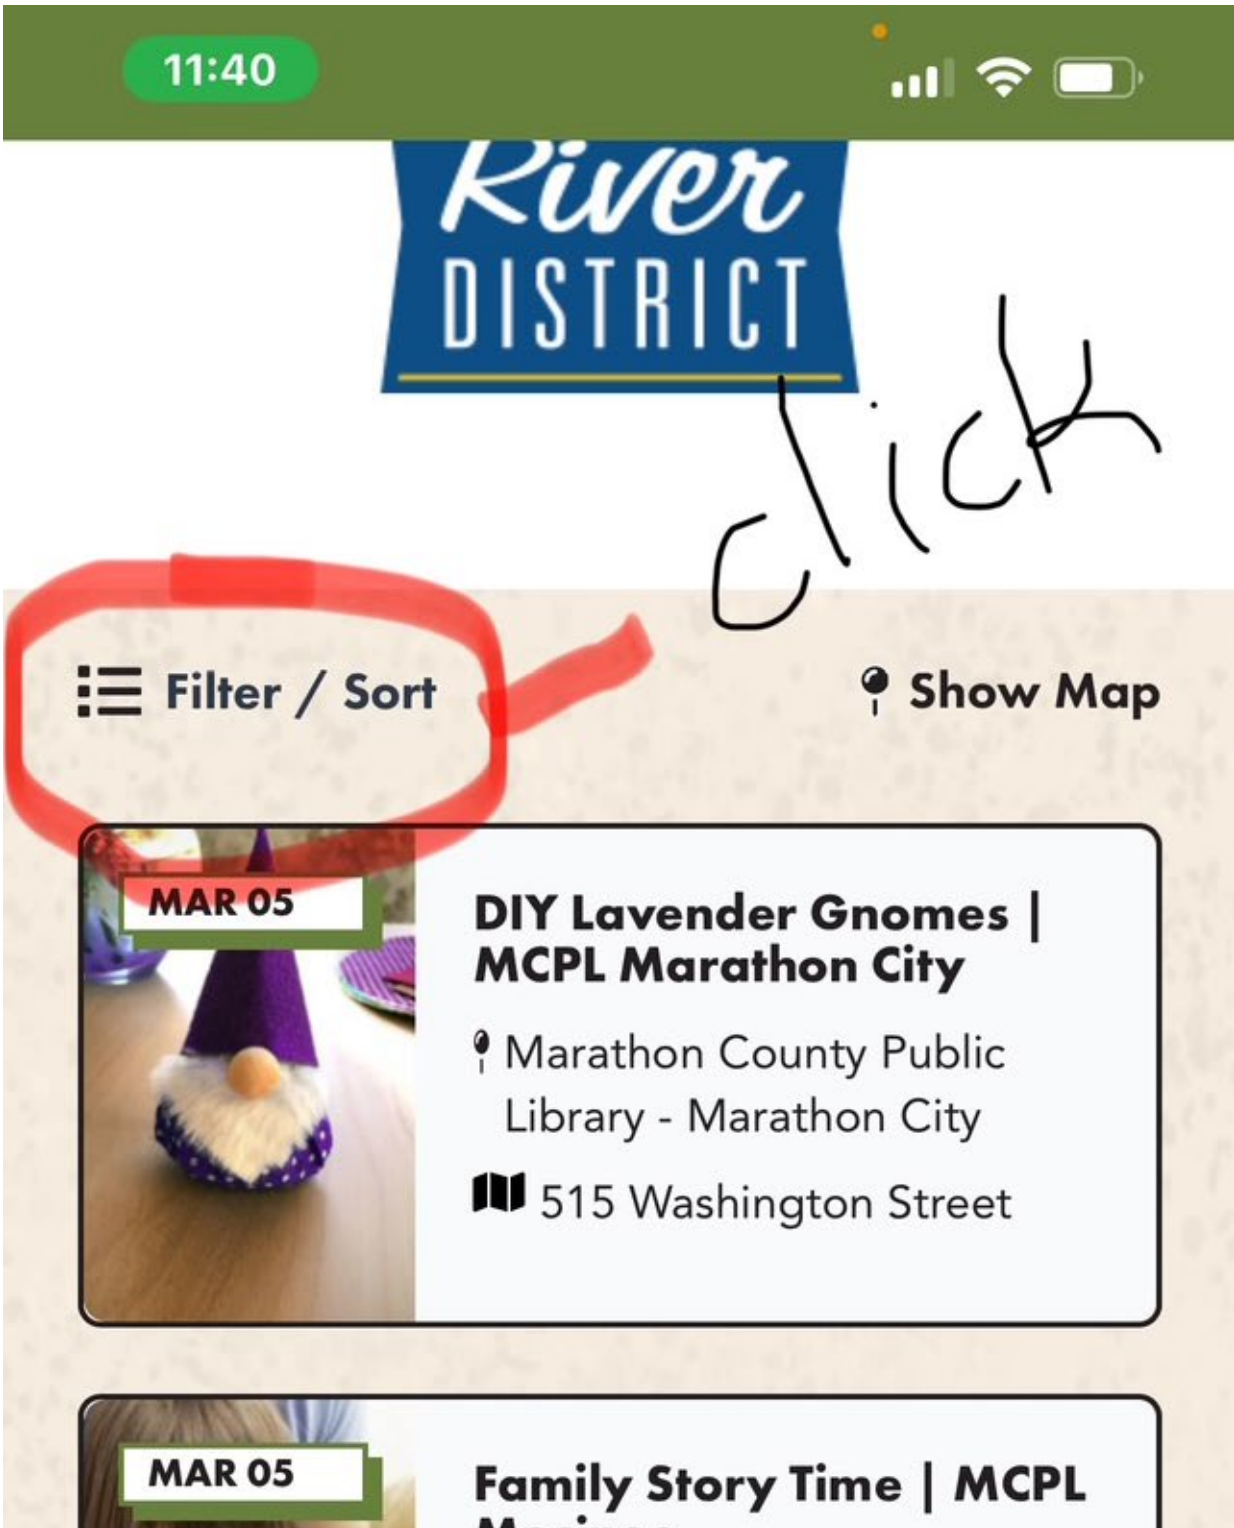 11:40
River
DISTRICT
click
Filter / Sort
Show Map
MAR 05
DIY Lavender Gnomes |
MCPL Marathon City
Marathon County Public
Library - Marathon City
515 Washington Street
MAR 05
Family Story Time | MCPL